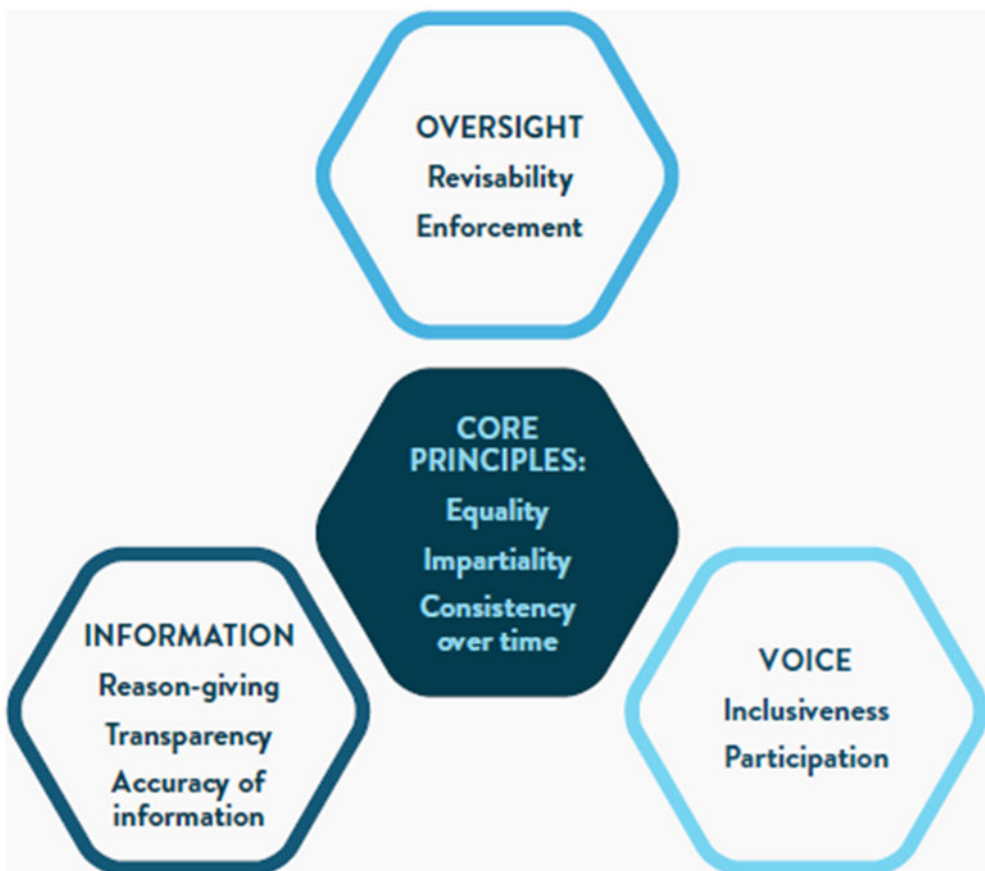 OVERSIGHT
Revisability
Enforcement
CORE
PRINCIPLES:
Equality
Impartiality
Consistency
over time
INFORMATION
Reason-giving
Transparency
Accuracy of
information
VOICE
Inclusiveness
Participation